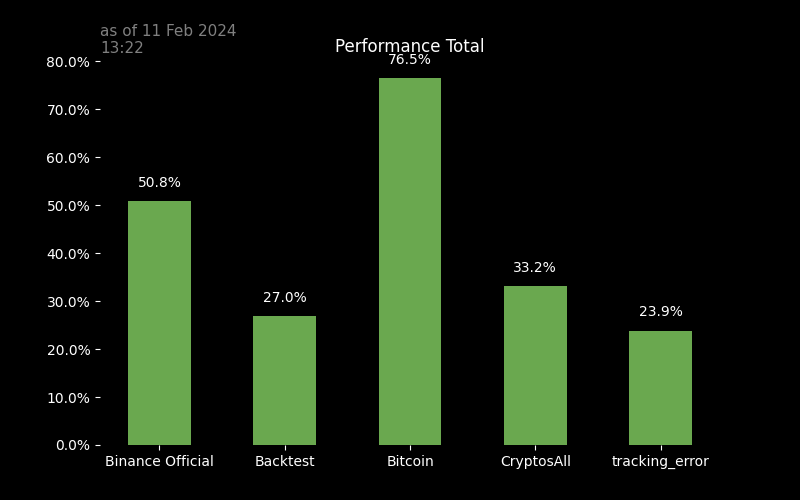 as of 11 Feb 2024
13:22
Performance Total
80.0%
70.0%
60.0%
50.0%
40.0%
30.0%
20.0%
10.0%
0.0%
50.8%
27.0%
76.5%
33.2%
23.9%
Binance Official
Backtest
Bitcoin
CryptosAll
tracking_error